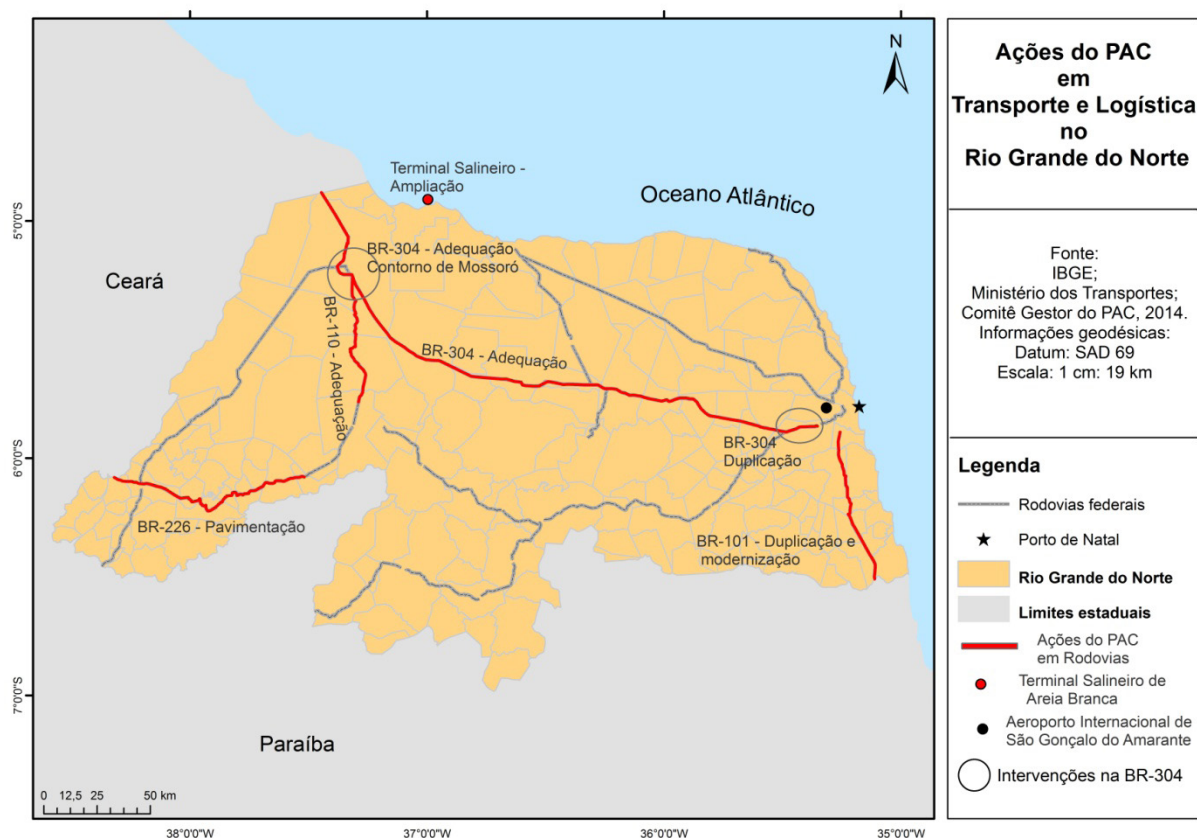 N
Terminal Salineiro -
Ampliação
Oceano Atlântico
5°0'0"S
BR-304 - Adequação
Contorno de Mossoró
Ceará
BR-110 - Adequação
BR-304 - Adequação
BR-304
Duplicação
6°0'0"S
BR-226 - Pavimentação
BR-101 - Duplicação e
modernização
7°0'0"S
Paraíba
0 12,5 25 50 km
38°0'0"W 37°0'0"W 36°0'0"W 35°0'0"W
Ações do PAC
em
Transporte e Logística
no
Rio Grande do Norte
Fonte:
IBGE;
Ministério dos Transportes;
Comitê Gestor do PAC, 2014.
Informações geodésicas:
Datum: SAD 69
Escala: 1 cm: 19 km
Legenda
Rodovias federais
Porto de Natal
Rio Grande do Norte
Limites estaduais
Ações do PAC
em Rodovias
Terminal Salineiro de
Areia Branca
Aeroporto Internacional de
São Gonçalo do Amarante
Intervenções na BR-304